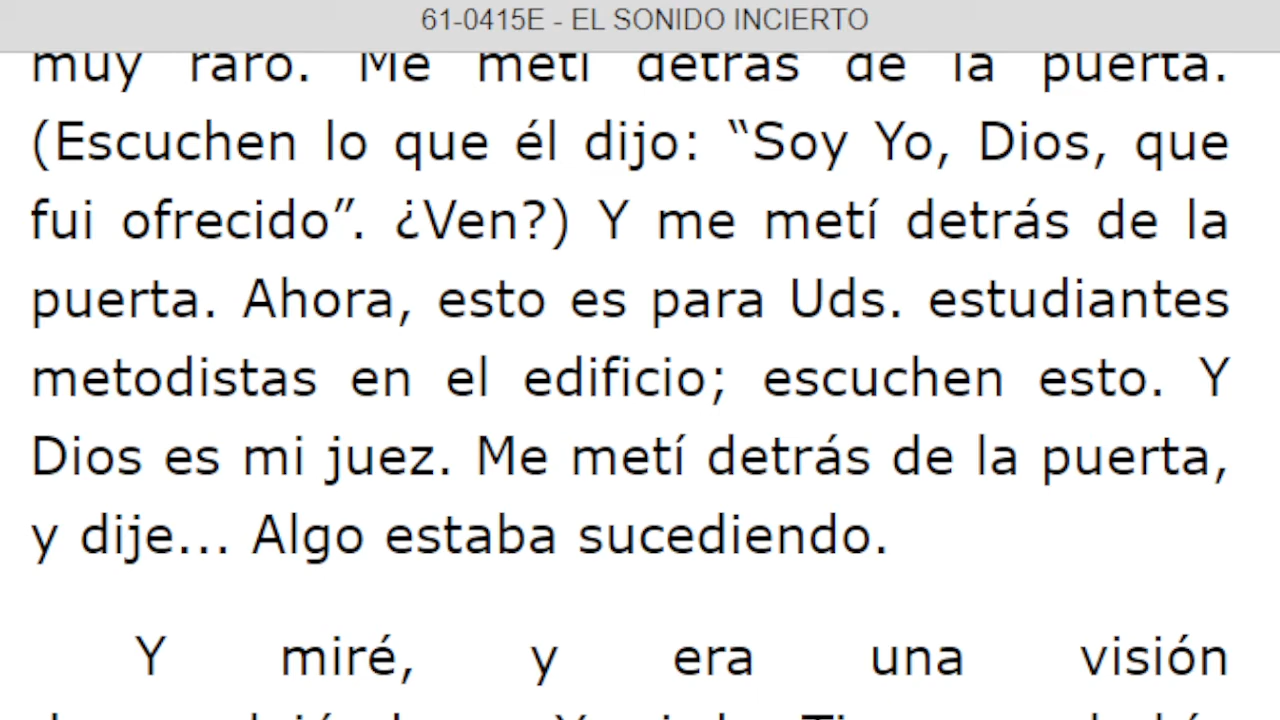 61-0415E - EL SONIDO INCIERTO
muy raro. Me metí detrás de la puerta.
(Escuchen lo que él dijo: “Soy Yo, Dios, que
fui ofrecido”. ¿Ven?) Y me metí detrás de la
puerta. Ahora, esto es para Uds. estudiantes
metodistas en el edificio; escuchen esto. Y
Dios es mi juez. Me metí detrás de la puerta,
y dije... Algo estaba sucediendo.
Y miré, y era una visión